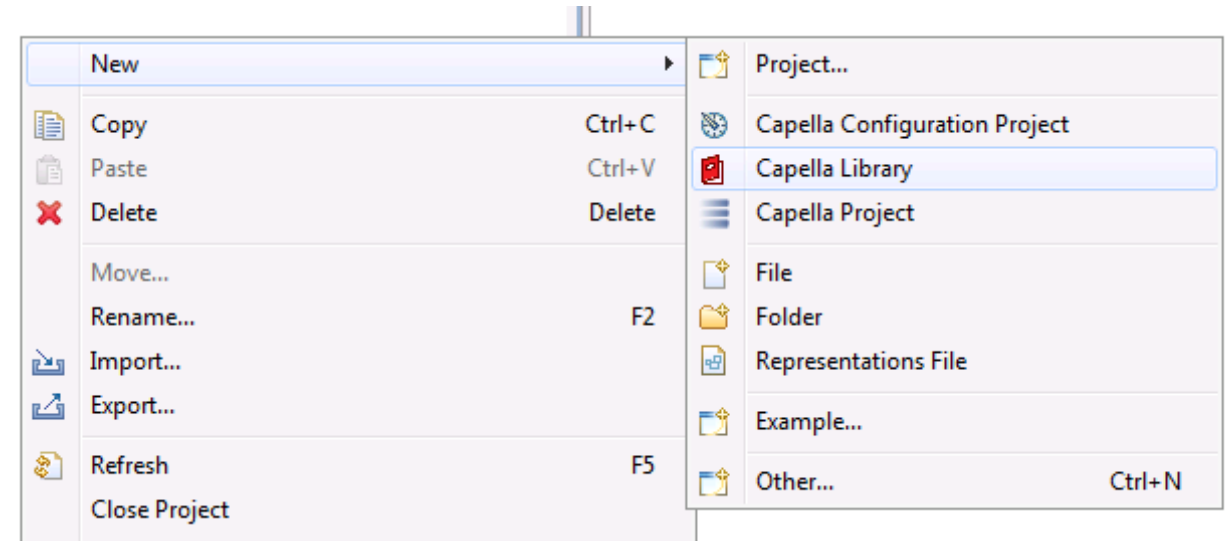 New
Copy Ctrl+C
Paste Ctrl+V
Delete Delete
Move...
Rename... F2
Import...
Export...
Refresh F5
Close Project
Project...
Capella Configuration Project
Capella Library
Capella Project
File
Folder
Representations File
Example...
Other... Ctrl+N